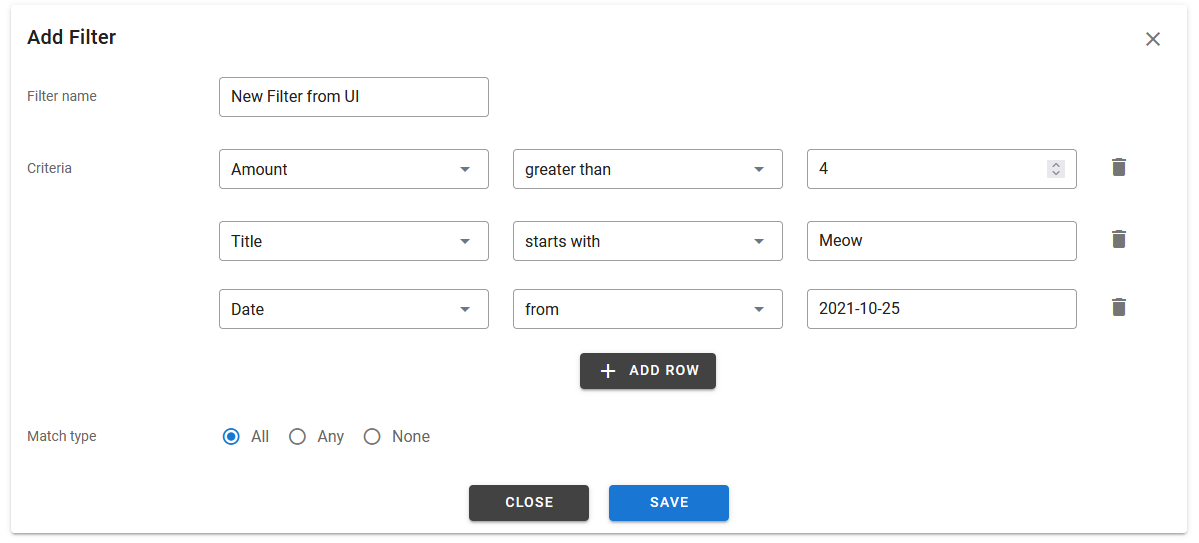 Add Filter
Filter name New Filter from UI
Criteria Amount greater than 4
Title starts with Meow
Date from 2021-10-25
ADD ROW
Match type All Any None
CLOSE SAVE